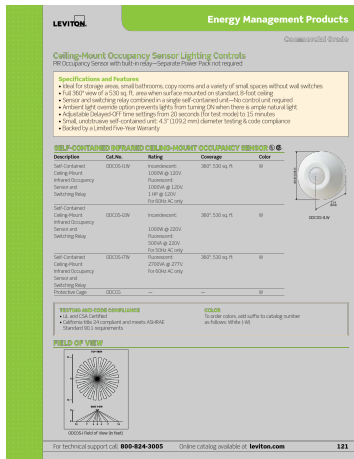 LEVITON
Energy Management Products
Commercial Grade
Ceiling-Mount Occupancy Sensor Lighting Controls
PIR Occupancy Sensor with built-in relay—Separate Power Pack not required
Specifications and Features
• Ideal for storage areas, small bathrooms, copy rooms and a variety of small spaces without wall switches
• Full 360° view of a 530 sq. ft. area when surface mounted on standard, 8-foot ceiling
• Sensor and switching relay combined in a single self-contained unit—No control unit required
• Ambient light override option prevents lights from turning ON when there is ample natural light
• Adjustable Delayed-OFF time settings from 20 seconds (for test mode) to 15 minutes
• Small, unobtrusive self-contained unit: 4.3" (109.2 mm) diameter testing & code compliance
• Backed by a Limited Five-Year Warranty
SELF-CONTAINED INFRARED CEILING-MOUNT OCCUPANCY SENSOR
Description Cat.No. Rating Coverage Color
Self-Contained ODC0S-I1W Incandescent: 360°, 530 sq. ft. W
Ceiling-Mount 1000W @ 120V.
Infrared Occupancy Fluorescent:
Sensor and 1000VA @ 120V.
Switching Relay 1 HP @ 120V.
For 60Hz AC only
Self-Contained
Ceiling-Mount ODC0S-I2W Incandescent: 360°, 530 sq. ft. W
Infrared Occupancy
Sensor and 1000W @ 220V
Switching Relay Fluorescent:
500VA @ 220V.
For 60Hz AC only
Self-Contained ODC0S-I7W Fluorescent: 360°, 530 sq. ft. W
Ceiling-Mount 2700VA @ 277V.
Infrared Occupancy For 60Hz AC only
Sensor and
Switching Relay
Protective Cage ODCCG — — W
ODC0S-I1W
TESTING AND CODE COMPLIANCE
• UL and CSA Certified
• California title 24 compliant and meets ASHRAE
Standard 90.1 requirements
COLOR
To order colors, add suffix to catalog number
as follows: White (-W)
FIELD OF VIEW
TOP VIEW
SIDE VIEW
ODC0S-I Field of View (in Feet)
For technical support call 800-824-3005 Online catalog available at leviton.com 121